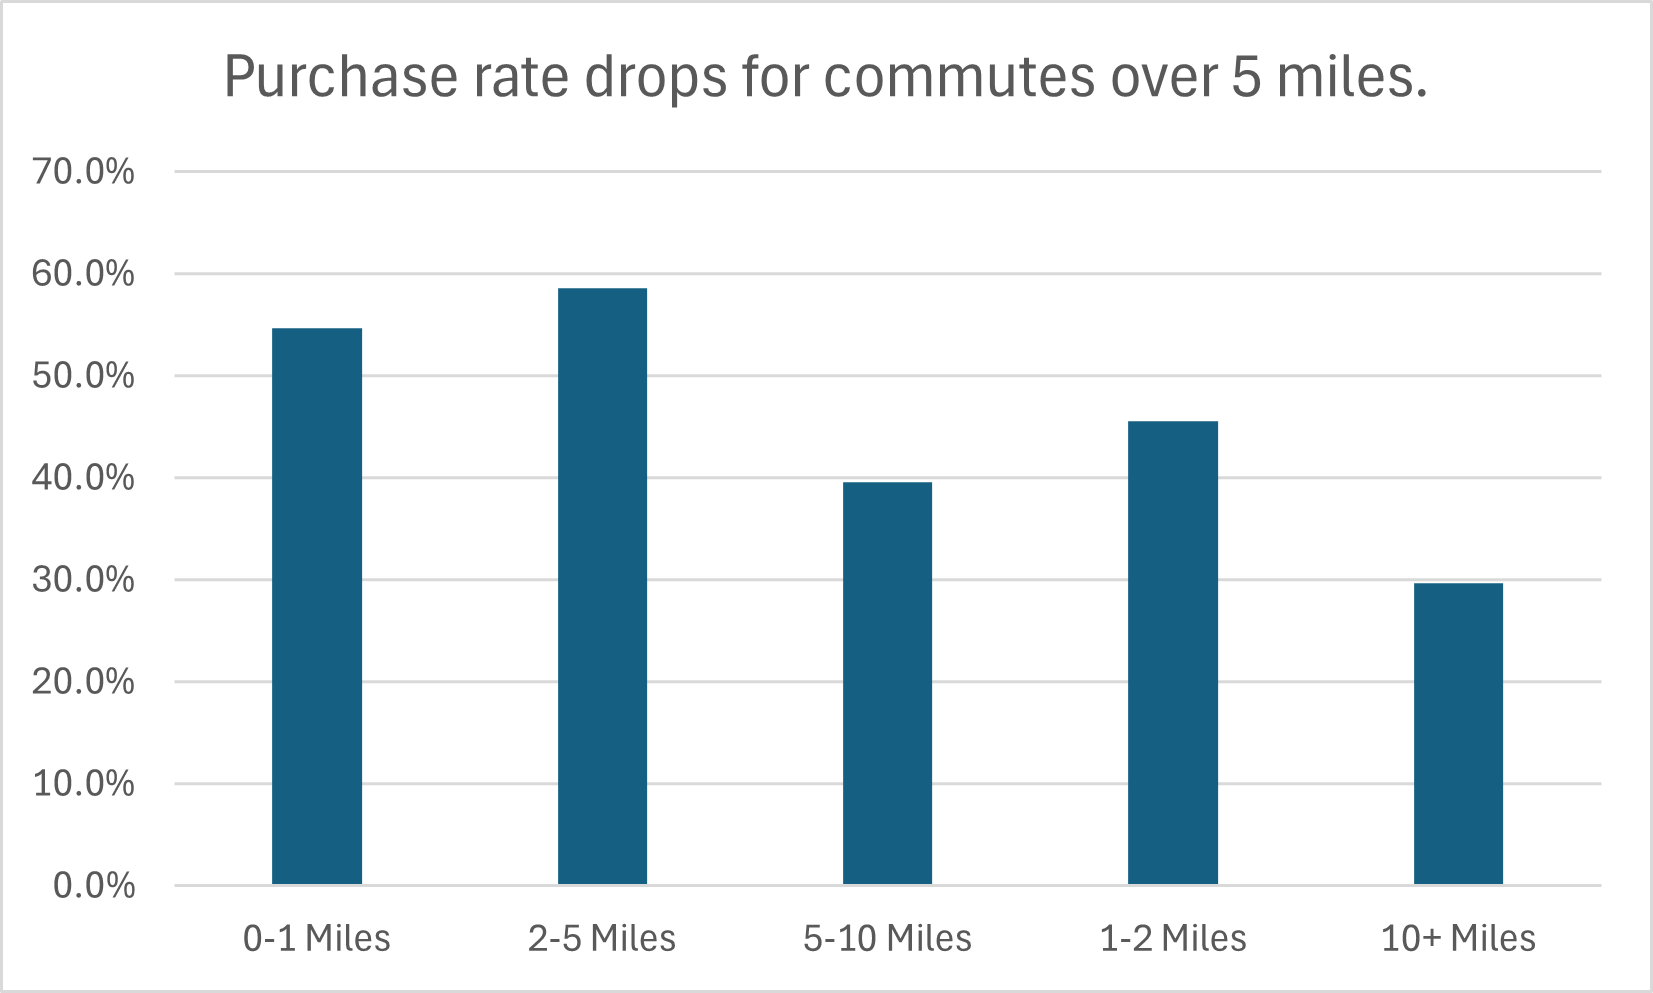 Purchase rate drops for commutes over 5 miles.
70.0%
60.0%
50.0%
40.0%
30.0%
20.0%
10.0%
0.0%
0-1 Miles
2-5 Miles
5-10 Miles
1-2 Miles
10+ Miles